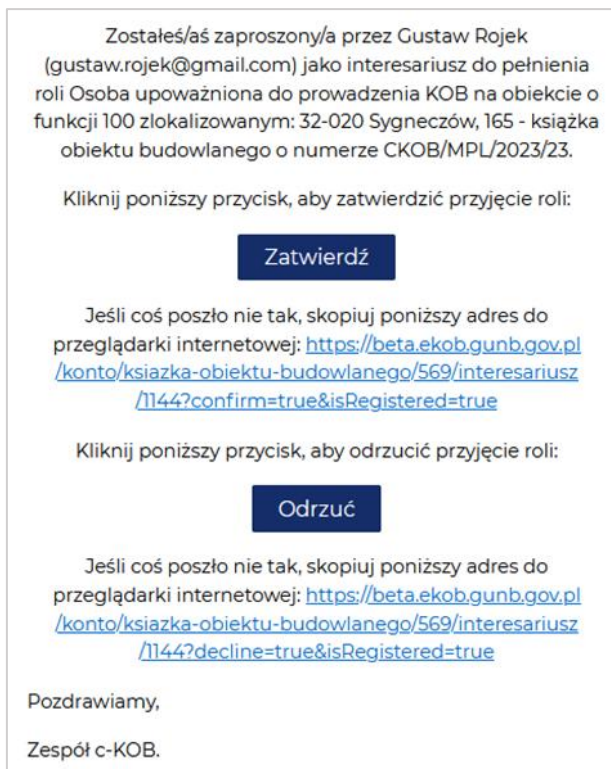 Zostałeś/aś zaproszony/a przez Gustaw Rojek
(gustaw.rojek@gmail.com) jako interesariusz do pełnienia
roli Osoba upoważniona do prowadzenia KOB na obiekcie o
funkcji 100 zlokalizowanym: 32-020 Sygneczów, 165 - książka
obiektu budowlanego o numerze CKOB/MPL/2023/23.
Kliknij poniższy przycisk, aby zatwierdzić przyjęcie roli:
Zatwierdź
Jeśli coś poszło nie tak, skopiuj poniższy adres do
przeglądarki internetowej: https://beta.ekob.gunb.gov.pl
/konto/ksiazka-obiektu-budowlanego/569/interesariusz
/1144?confirm=true&isRegistered=true
Kliknij poniższy przycisk, aby odrzucić przyjęcie roli:
Odrzuć
Jeśli coś poszło nie tak, skopiuj poniższy adres do
przeglądarki internetowej: https://beta.ekob.gunb.gov.pl
/konto/ksiazka-obiektu-budowlanego/569/interesariusz
/1144?decline=true&isRegistered=true
Pozdrawiamy,
Zespół c-KOB.